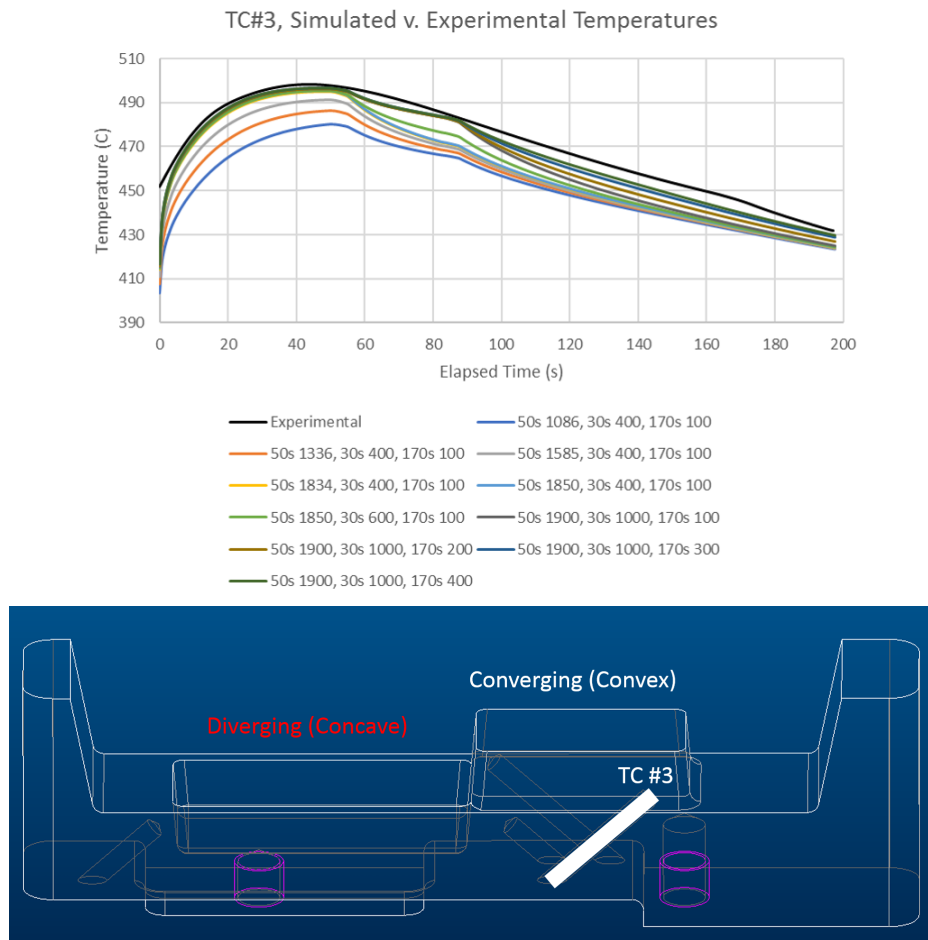 TC#3, Simulated v. Experimental Temperatures
510
490
470
450
430
410
390
Temperature (C)
0 20 40 60 80 100 120 140 160 180 200
Elapsed Time (s)
Experimental
50s 1086, 30s 400, 170s 100
50s 1336, 30s 400, 170s 100
50s 1585, 30s 400, 170s 100
50s 1834, 30s 400, 170s 100
50s 1850, 30s 400, 170s 100
50s 1850, 30s 600, 170s 100
50s 1900, 30s 1000, 170s 100
50s 1900, 30s 1000, 170s 200
50s 1900, 30s 1000, 170s 300
50s 1900, 30s 1000, 170s 400
Converging (Convex)
Diverging (Concave)
TC #3